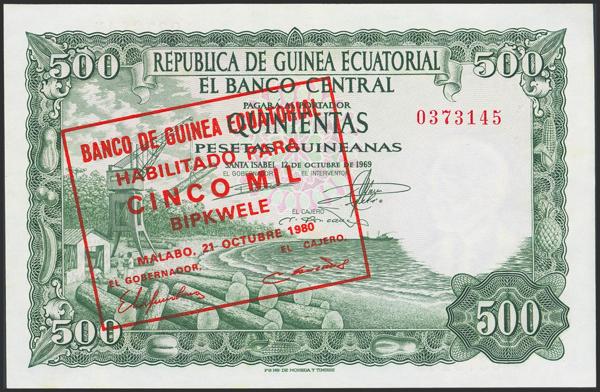 500 REPUBLICA DE GUINEA ECUATORIAL 500
EL BANCO CENTRAL
PAGARA AL PORTADOR
QUINIENTAS
PESETAS GUINEANAS
0373145
SANTA ISABEL 12 DE OCTUBRE DE 1969
EL GOBERNADOR EL INTERVENTOR
EL CAJERO
BANCO DE GUINEA ECUATORIAL
HABILITADO PARA
CINCO MIL
BIPKWELE
MALABO, 21 OCTUBRE 1980
EL GOBERNADOR, EL CAJERO.
500 500